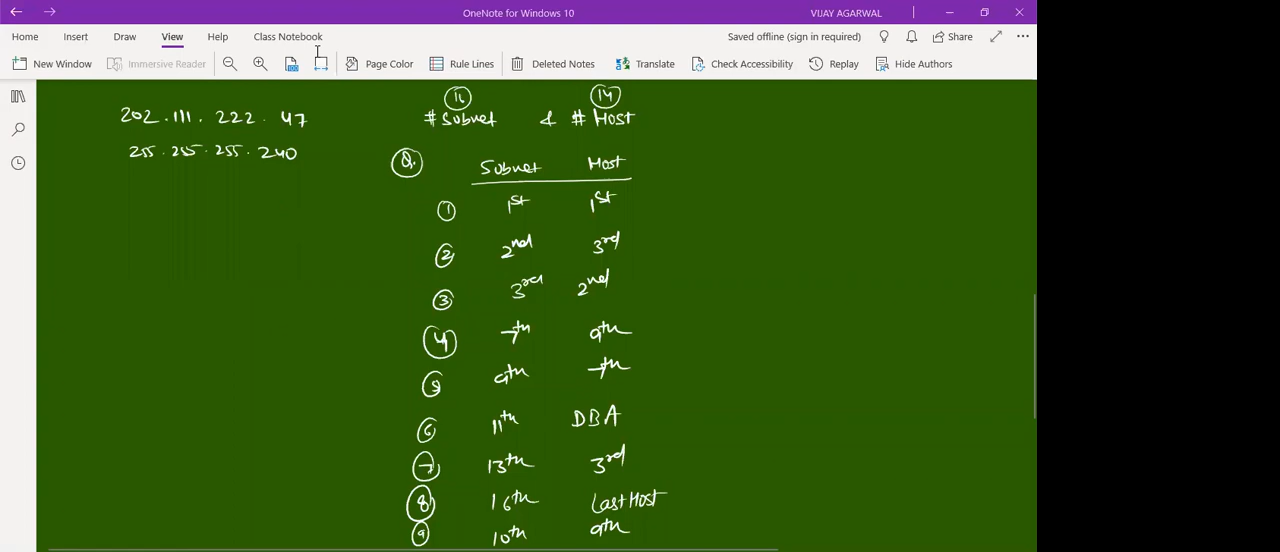 OneNote for Windows 10
VIJAY AGARWAL
Home Insert Draw View Help Class Notebook
Saved offline (sign in required) Share
New Window Immersive Reader Page Color Rule Lines Deleted Notes Translate Check Accessibility Replay Hide Authors
16 14
202.111.222.47 #Subnet & #Host
255.255.255.240
Q. Subnet Host
1 1st 1st
2 2nd 3rd
3 3rd 2nd
4 7th 9th
5 9th 7th
6 11th DBA
7 13th 3rd
8 16th Last Host
9 10th 9th